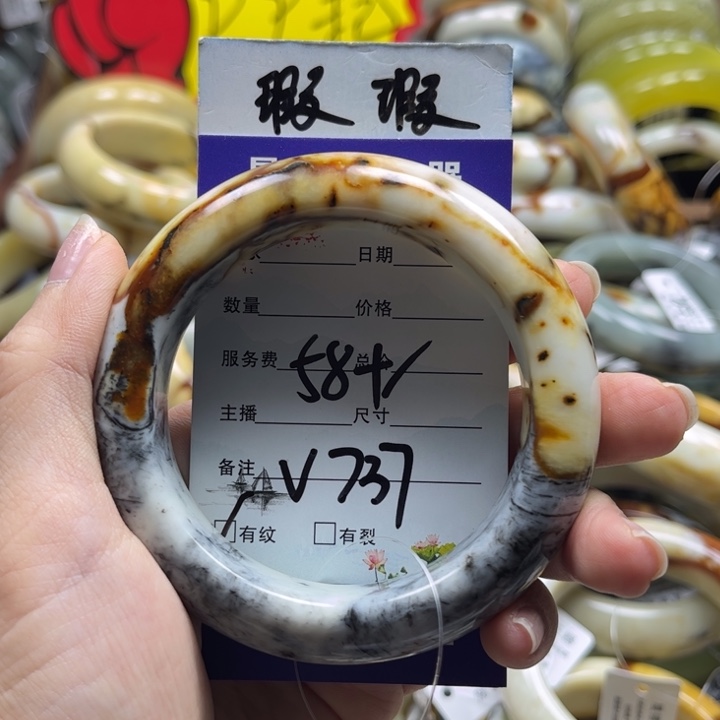 瑕 瑕
日期
数量 价格
服务费 58+/
主播 尺寸
备注 V737
□有纹 □有裂